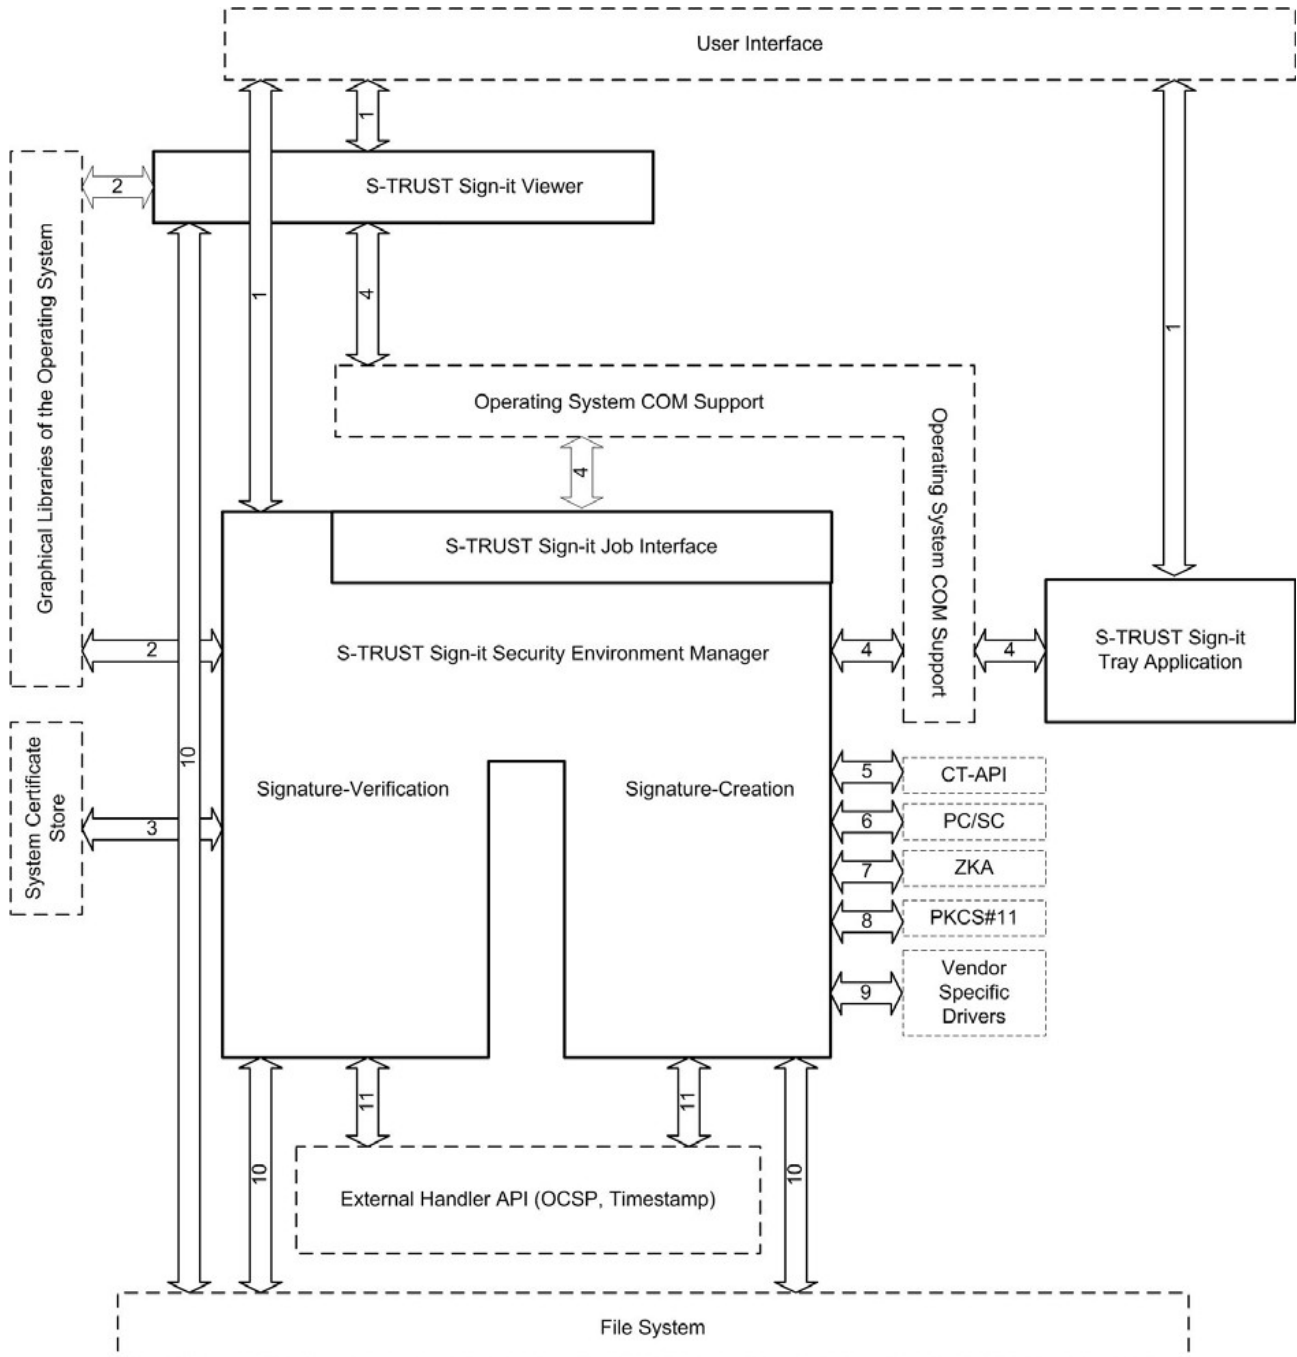 User Interface
1
S-TRUST Sign-it Viewer
2
Graphical Libraries of the Operating System
1
4
1
Operating System COM Support
Operating System COM Support
4
S-TRUST Sign-it Job Interface
S-TRUST Sign-it Security Environment Manager
2
4
4
S-TRUST Sign-it
Tray Application
System Certificate
Store
10
3
Signature-Verification
Signature-Creation
5
CT-API
6
PC/SC
7
ZKA
8
PKCS#11
9
Vendor
Specific
Drivers
11
11
10
10
External Handler API (OCSP, Timestamp)
File System